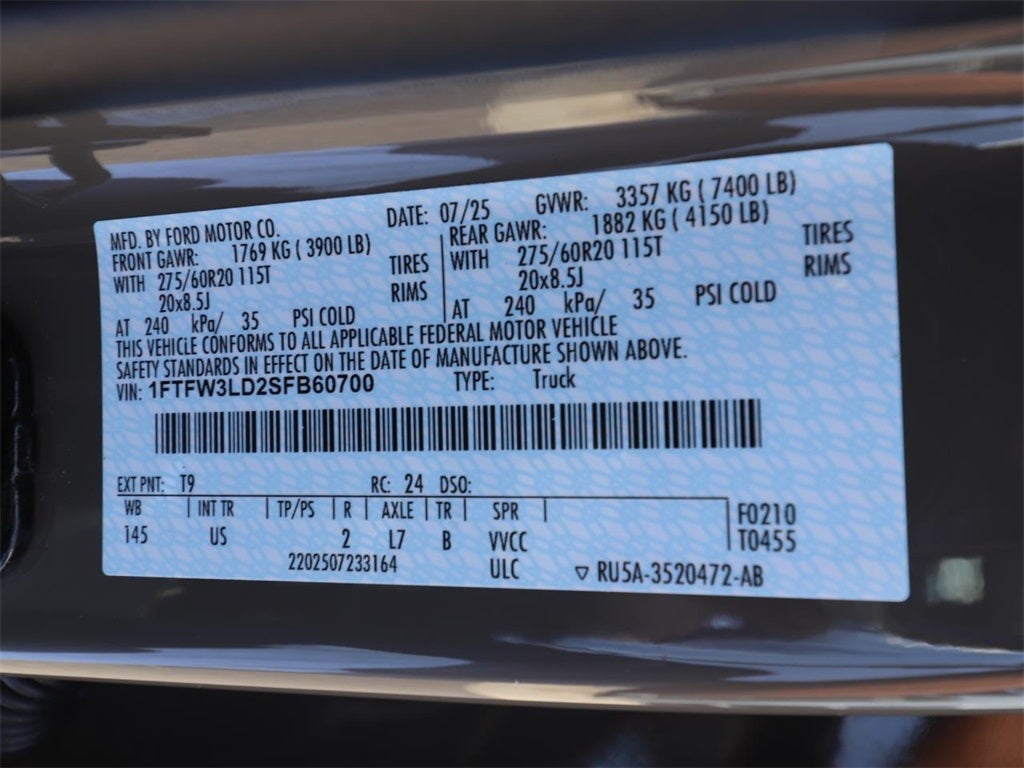 MFD. BY FORD MOTOR CO. DATE: 07/25 GVWR: 3357 KG ( 7400 LB)
FRONT GAWR: 1769 KG ( 3900 LB) REAR GAWR: 1882 KG ( 4150 LB)
WITH 275/60R20 115T TIRES WITH 275/60R20 115T TIRES
20x8.5J RIMS 20x8.5J RIMS
AT 240 kPa/ 35 PSI COLD AT 240 kPa/ 35 PSI COLD
THIS VEHICLE CONFORMS TO ALL APPLICABLE FEDERAL MOTOR VEHICLE
SAFETY STANDARDS IN EFFECT ON THE DATE OF MANUFACTURE SHOWN ABOVE.
VIN: 1FTFW3LD2SFB60700 TYPE: Truck
EXT PNT: T9 RC: 24 DSO:
WB INT TR TP/PS R AXLE TR SPR F0210
145 US 2 L7 B VVCC T0455
2202507233164 ULC ▽ RU5A-3520472-AB